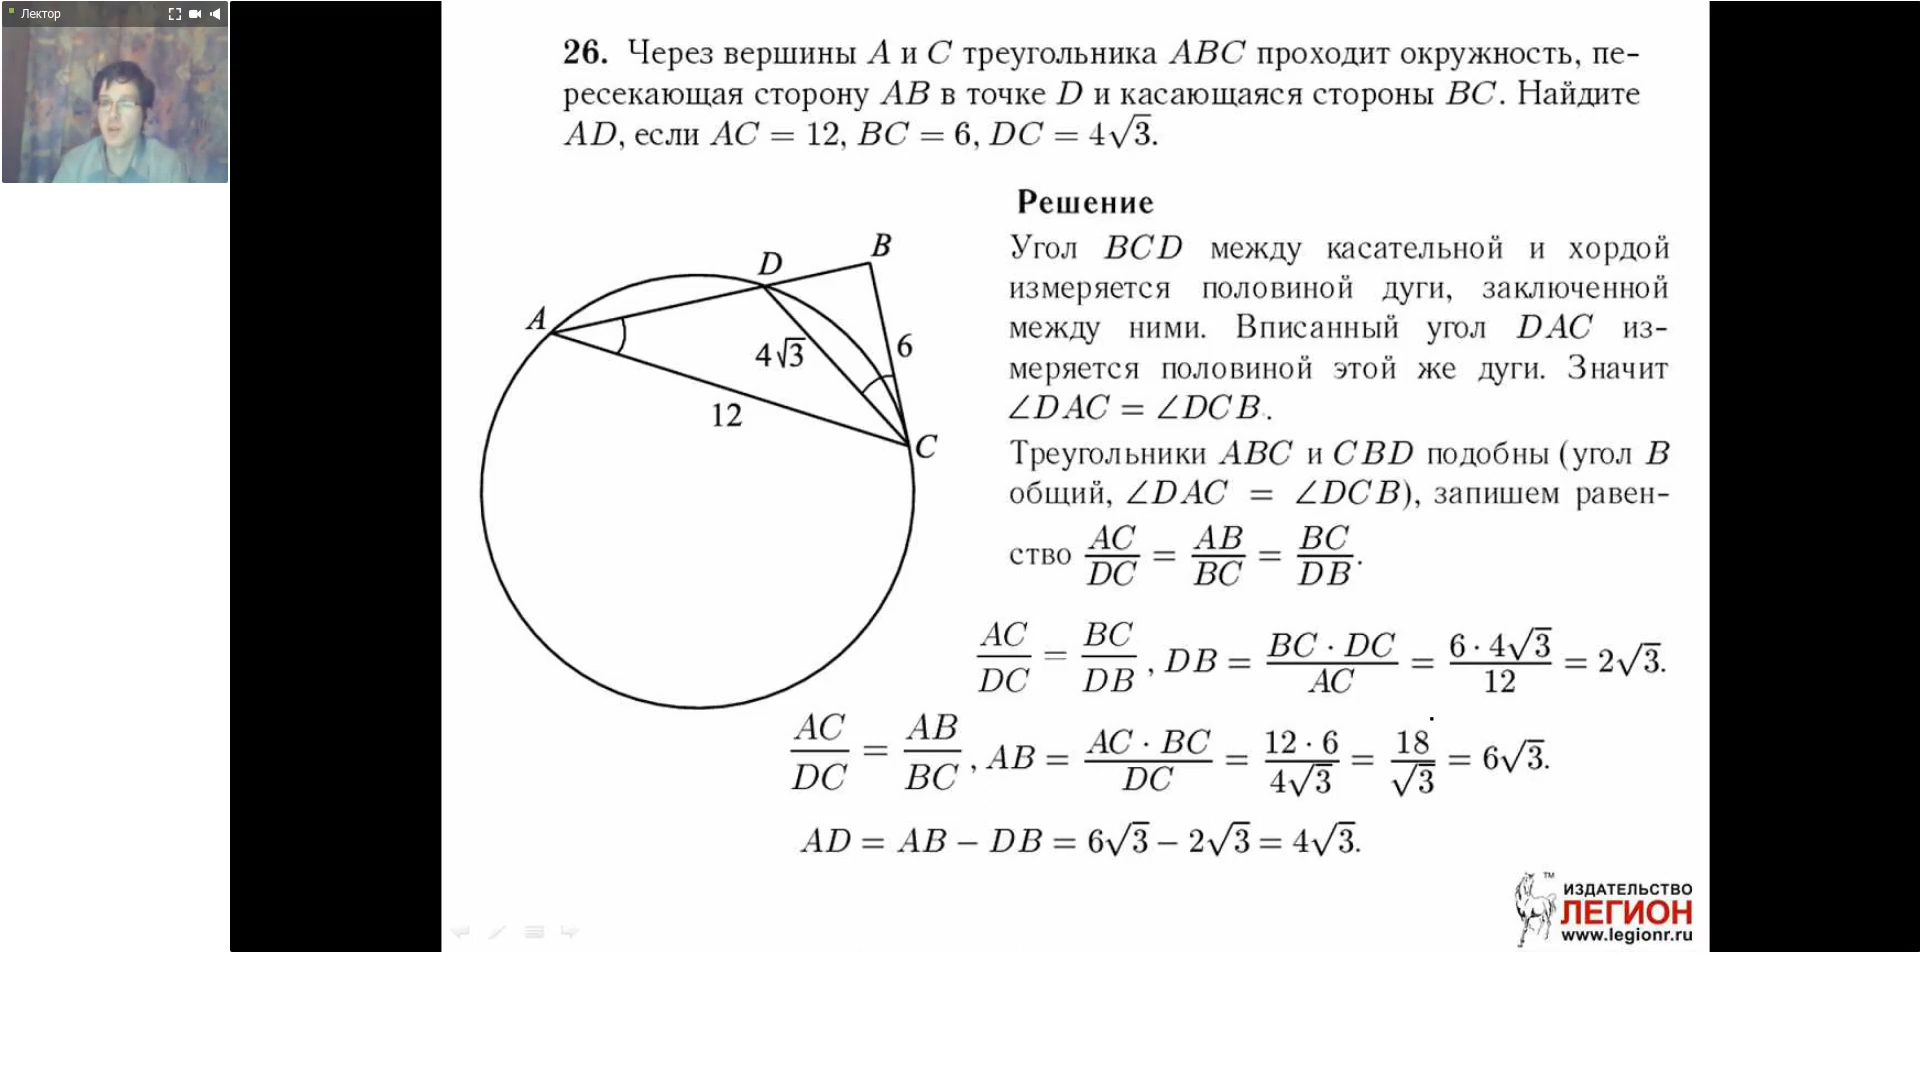 Лектор
26. Через вершины A и C треугольника ABC проходит окружность, пе-
ресекающая сторону AB в точке D и касающаяся стороны BC. Найдите
AD, если AC = 12, BC = 6, DC = 4√3.
Решение
Угол BCD между касательной и хордой
измеряется половиной дуги, заключенной
между ними. Вписанный угол DAC из-
меряется половиной этой же дуги. Значит
∠DAC = ∠DCB.
Треугольники ABC и CBD подобны (угол B
общий, ∠DAC = ∠DCB), запишем равен-
ство AC/DC = AB/BC = BC/DB.
AC/DC = BC/DB, DB = BC · DC/AC = 6 · 4√3/12 = 2√3.
AC/DC = AB/BC, AB = AC · BC/DC = 12 · 6/4√3 = 18/√3 = 6√3.
AD = AB − DB = 6√3 − 2√3 = 4√3.
A
D
B
4√3
6
12
C
TM
ИЗДАТЕЛЬСТВО
ЛЕГИОН
www.legionr.ru